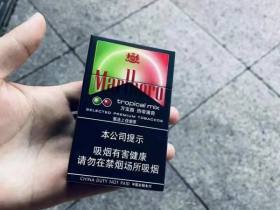 Marlboro
tropical mix
SELECTED PREMIUM TOBACCOS
本公司提示
吸烟有害健康
请勿在禁烟场所吸烟
CHINA DUTY NOT PAID